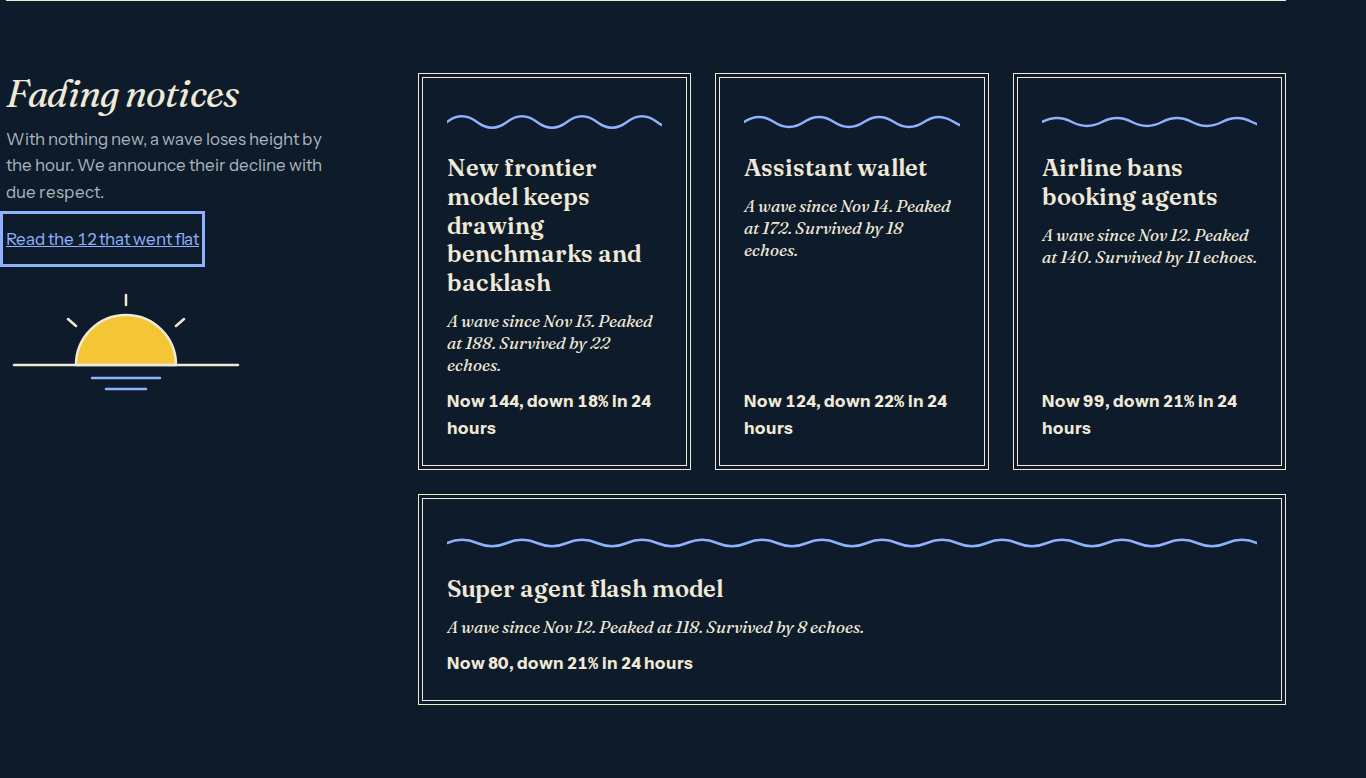 Fading notices
With nothing new, a wave loses height by
the hour. We announce their decline with
due respect.
Read the 12 that went flat
New frontier
model keeps
drawing
benchmarks and
backlash
A wave since Nov 13. Peaked
at 188. Survived by 22
echoes.
Now 144, down 18% in 24
hours
Assistant wallet
A wave since Nov 14. Peaked
at 172. Survived by 18
echoes.
Now 124, down 22% in 24
hours
Airline bans
booking agents
A wave since Nov 12. Peaked
at 140. Survived by 11 echoes.
Now 99, down 21% in 24
hours
Super agent flash model
A wave since Nov 12. Peaked at 118. Survived by 8 echoes.
Now 80, down 21% in 24 hours